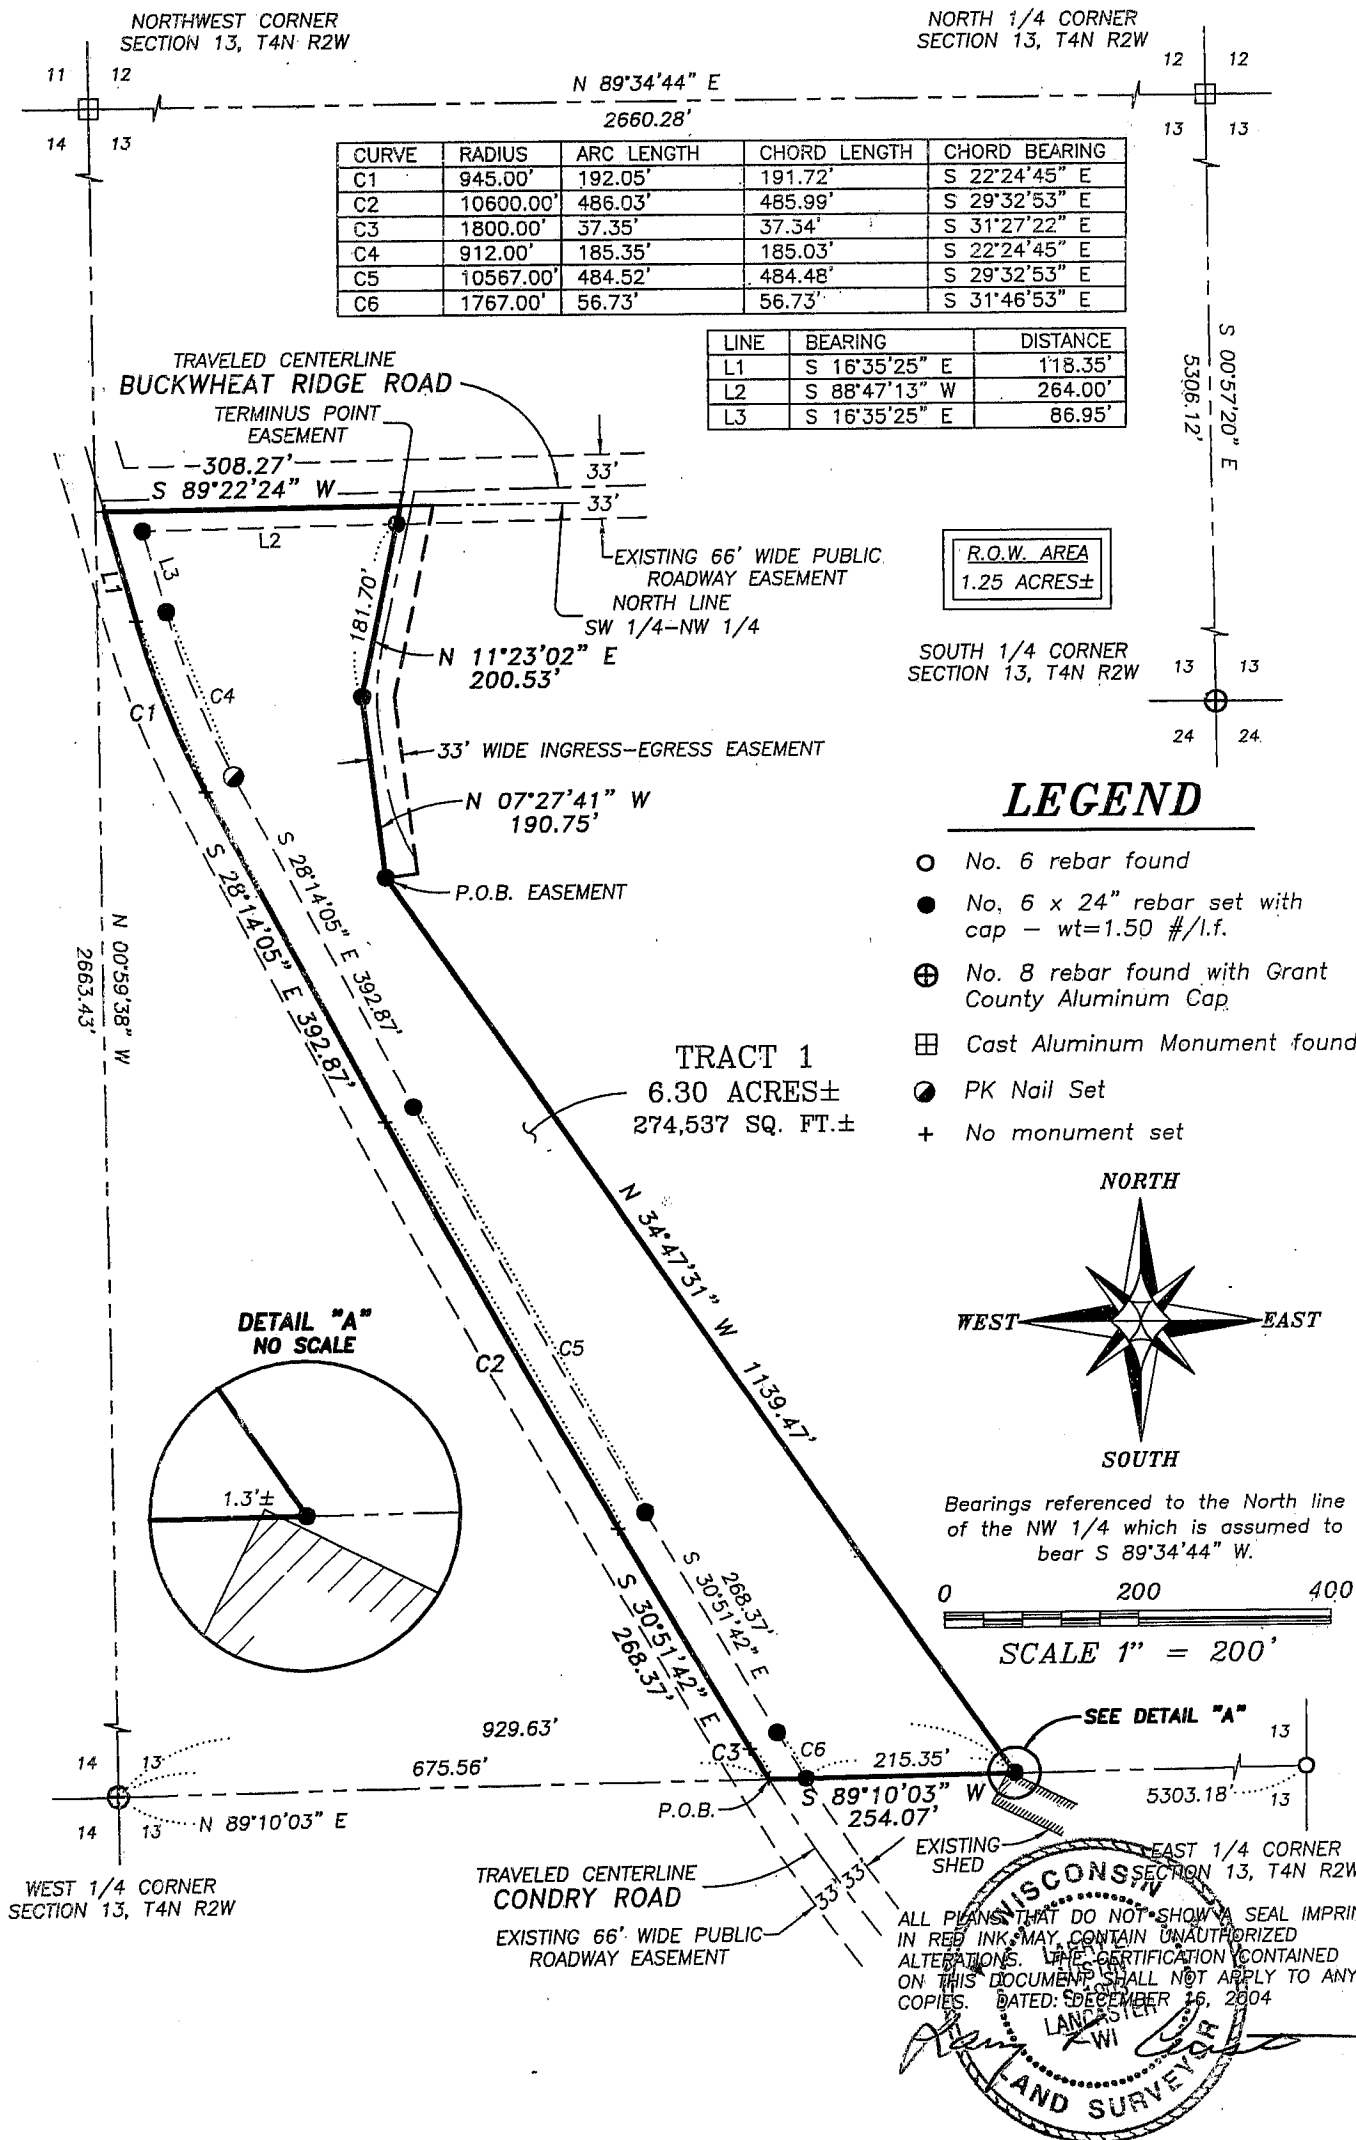 NORTHWEST CORNER
SECTION 13, T4N R2W
NORTH 1/4 CORNER
SECTION 13, T4N R2W
11 12
14 13
12 12
13 13
N 89°34'44" E
2660.28'
CURVE RADIUS ARC LENGTH CHORD LENGTH CHORD BEARING
C1 945.00' 192.05' 191.72' S 22°24'45" E
C2 10600.00' 486.03' 485.99' S 29°32'53" E
C3 1800.00' 37.35' 37.34' S 31°27'22" E
C4 912.00' 185.35' 185.03' S 22°24'45" E
C5 10567.00' 484.52' 484.48' S 29°32'53" E
C6 1767.00' 56.73' 56.73' S 31°46'53" E
LINE BEARING DISTANCE
L1 S 16°35'25" E 118.35'
L2 S 88°47'13" W 264.00'
L3 S 16°35'25" E 86.95'
S 00°57'20" E
5306.12'
TRAVELED CENTERLINE
BUCKWHEAT RIDGE ROAD
TERMINUS POINT
EASEMENT
308.27'
S 89°22'24" W
33'
33'
L2
L3
L1
EXISTING 66' WIDE PUBLIC
ROADWAY EASEMENT
NORTH LINE
SW 1/4-NW 1/4
R.O.W. AREA
1.25 ACRES±
181.70'
N 11°23'02" E
200.53'
SOUTH 1/4 CORNER
SECTION 13, T4N R2W
13 13
24 24
C4
C1
33' WIDE INGRESS-EGRESS EASEMENT
N 07°27'41" W
190.75'
P.O.B. EASEMENT
S 28°14'05" E 392.87'
S 28°14'05" E 392.87'
N 00°59'38" W
2663.43'
LEGEND
No. 6 rebar found
No. 6 x 24" rebar set with
cap - wt=1.50 #/l.f.
No. 8 rebar found with Grant
County Aluminum Cap
Cast Aluminum Monument found
PK Nail Set
No monument set
TRACT 1
6.30 ACRES±
274,537 SQ. FT.±
N 34°47'31" W 1139.47'
NORTH
WEST
EAST
SOUTH
DETAIL "A"
NO SCALE
1.3'±
C2
C5
Bearings referenced to the North line
of the NW 1/4 which is assumed to
bear S 89°34'44" W.
0 200 400
SCALE 1" = 200'
268.37'
S 30°51'42" E
S 30°51'42" E
268.37'
SEE DETAIL "A"
929.63'
675.56'
14 13
14 13
N 89°10'03" E
C3
C6
215.35'
P.O.B.
S 89°10'03" W
254.07'
5303.18'
13
13
WEST 1/4 CORNER
SECTION 13, T4N R2W
EXISTING
SHED
EAST 1/4 CORNER
SECTION 13, T4N R2W
TRAVELED CENTERLINE
CONDRY ROAD
33' 33'
EXISTING 66' WIDE PUBLIC
ROADWAY EASEMENT
ALL PLANS THAT DO NOT SHOW A SEAL IMPRIN
IN RED INK MAY CONTAIN UNAUTHORIZED
ALTERATIONS. THE CERTIFICATION CONTAINED
ON THIS DOCUMENT SHALL NOT APPLY TO ANY
COPIES. DATED: DECEMBER 16, 2004
WISCONSIN
LANCASTER
WI
LAND SURVEYOR